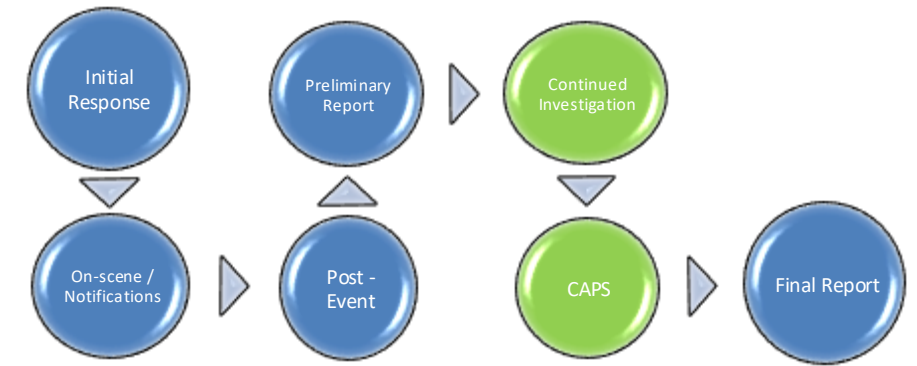 Initial
Response
On-scene /
Notifications
Post -
Event
Preliminary
Report
Continued
Investigation
CAPS
Final Report